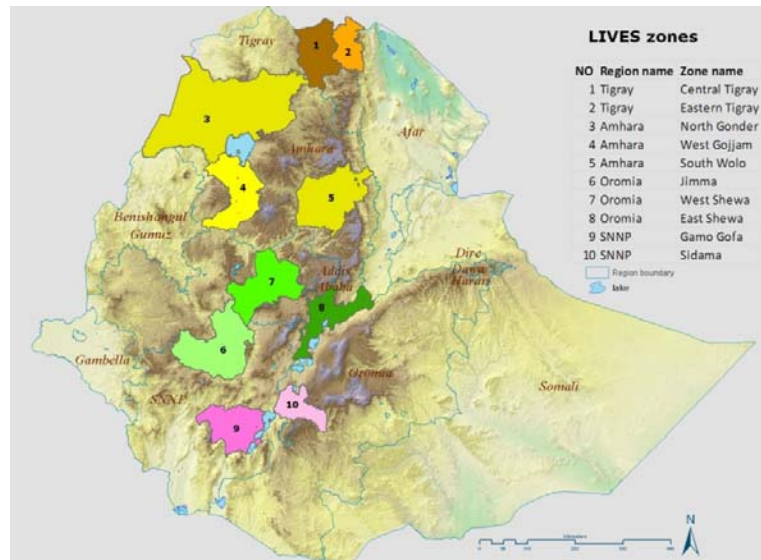 LIVES zones
NO Region name Zone name
1 Tigray Central Tigray
2 Tigray Eastern Tigray
3 Amhara North Gonder
4 Amhara West Gojjam
5 Amhara South Wolo
6 Oromia Jimma
7 Oromia West Shewa
8 Oromia East Shewa
9 SNNP Gamo Gofa
10 SNNP Sidama
Region boundary
lake
Tigray
1
2
Afar
3
Amhara
4
5
Benishangul
Gumuz
Dire
Dawa
Harari
Addis
Ababa
7
8
6
Gambella
Oromia
Somali
SNNP
10
9
N